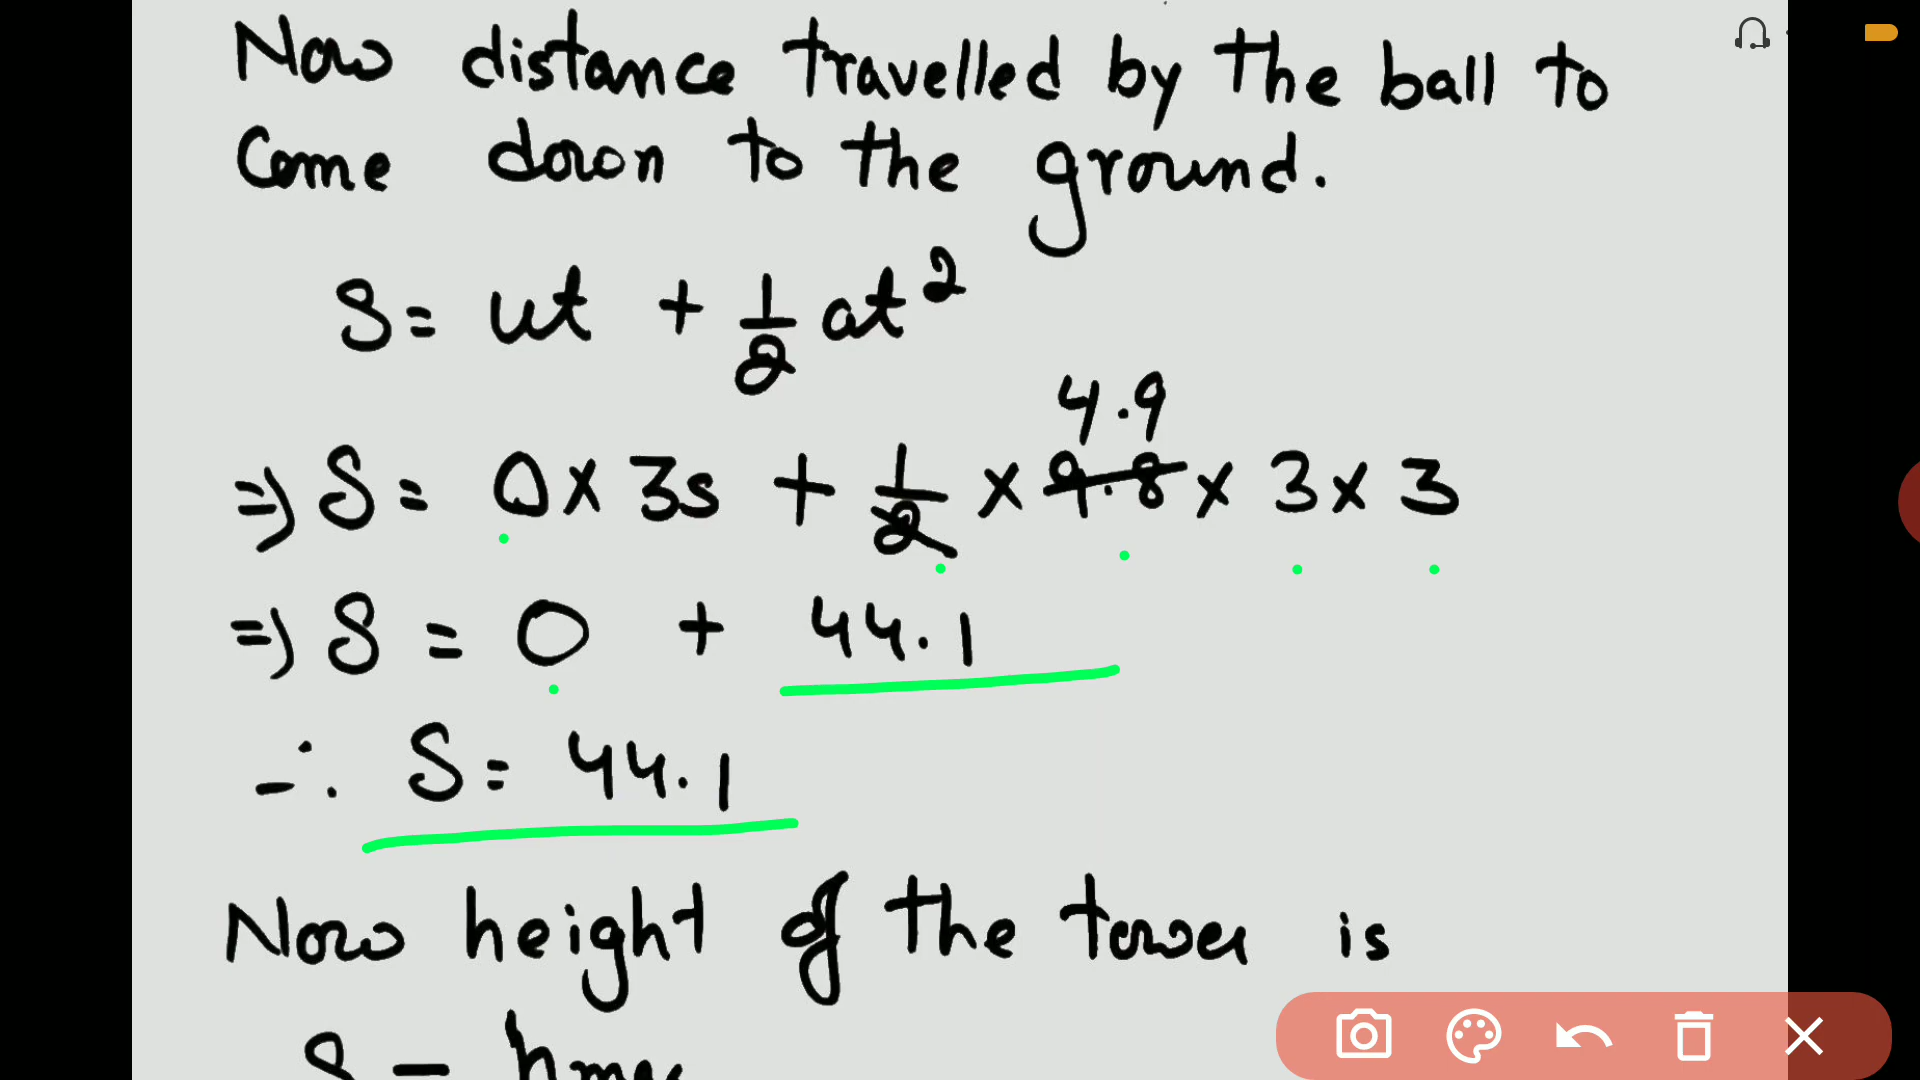 Now distance travelled by the ball to
Come down to the ground.
S = ut + 1/2 at²
⇒ S = 0 × 3s + 1/2 × 9.8 × 3 × 3
4.9
⇒ S = 0 + 44.1
∴ S = 44.1
Now height of the tower is
S - hmax